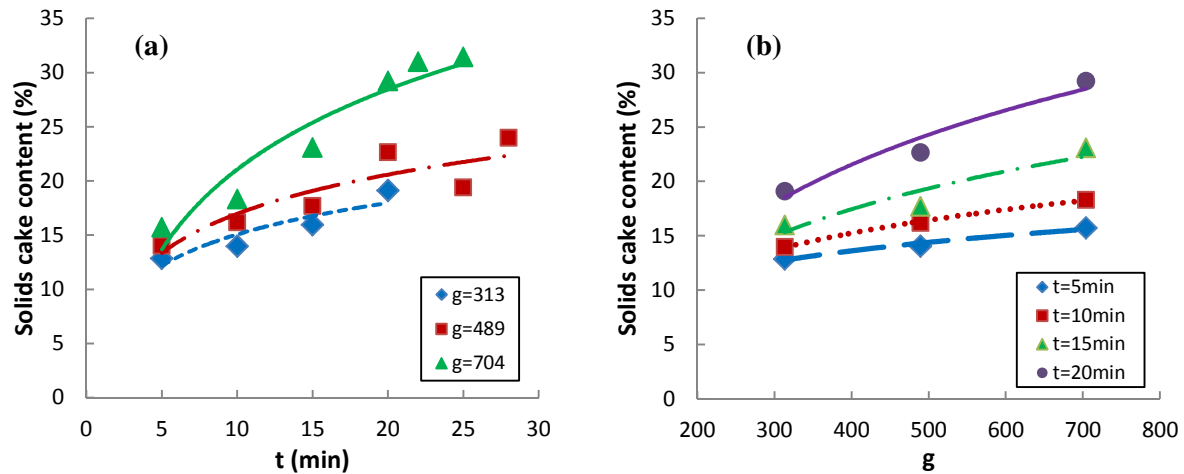 (a)
Solids cake content (%)
35
30
25
20
15
10
5
0
0 5 10 15 20 25 30
t (min)
g=313
g=489
g=704
(b)
Solids cake content (%)
35
30
25
20
15
10
5
0
200 300 400 500 600 700 800
g
t=5min
t=10min
t=15min
t=20min